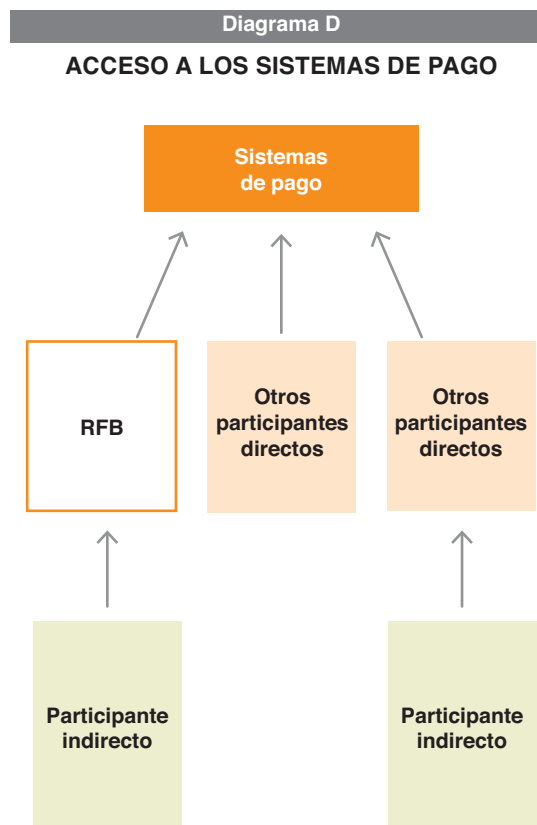 Diagrama D
ACCESO A LOS SISTEMAS DE PAGO
Sistemas
de pago
RFB
Otros
participantes
directos
Otros
participantes
directos
Participante
indirecto
Participante
indirecto